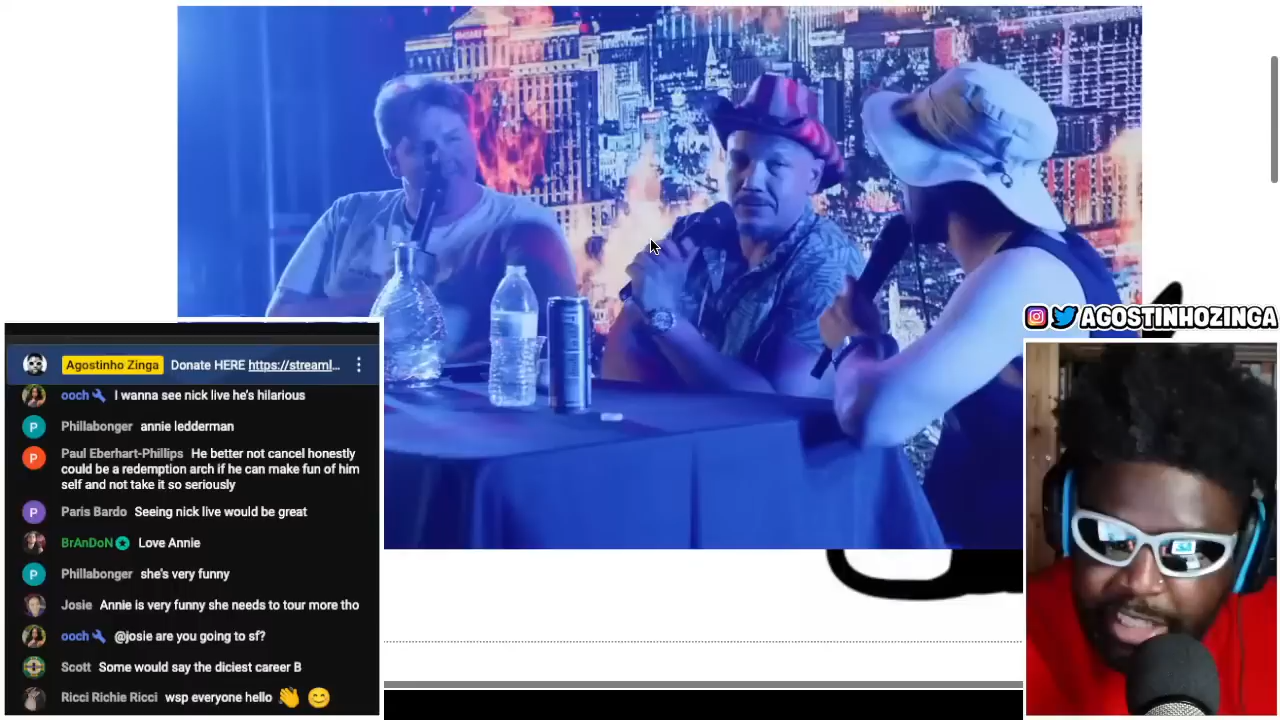 AGOSTINHOZINGA
Agostinho Zinga Donate HERE https://streaml...
ooch I wanna see nick live he's hilarious
Phillabonger annie ledderman
Paul Eberhart-Phillips He better not cancel honestly
could be a redemption arch if he can make fun of him
self and not take it so seriously
Paris Bardo Seeing nick live would be great
BrAnDoN Love Annie
Phillabonger she's very funny
Josie Annie is very funny she needs to tour more tho
ooch @josie are you going to sf?
Scott Some would say the diciest career B
Ricci Richie Ricci wsp everyone hello 👋 😊